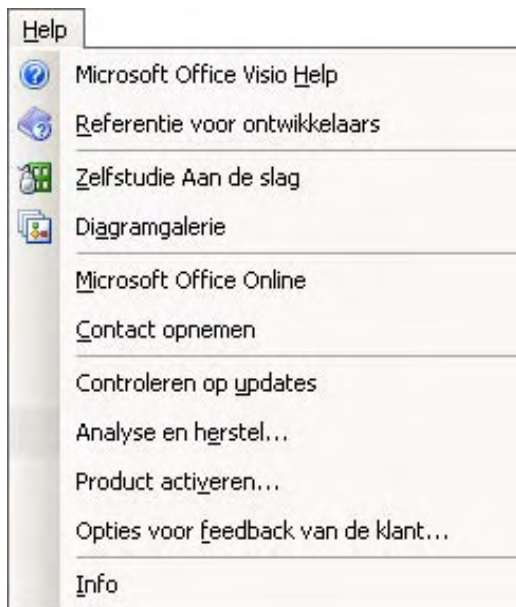 Help
Microsoft Office Visio Help
Referentie voor ontwikkelaars
Zelfstudie Aan de slag
Diagramgalerie
Microsoft Office Online
Contact opnemen
Controleren op updates
Analyse en herstel...
Product activeren...
Opties voor feedback van de klant...
Info